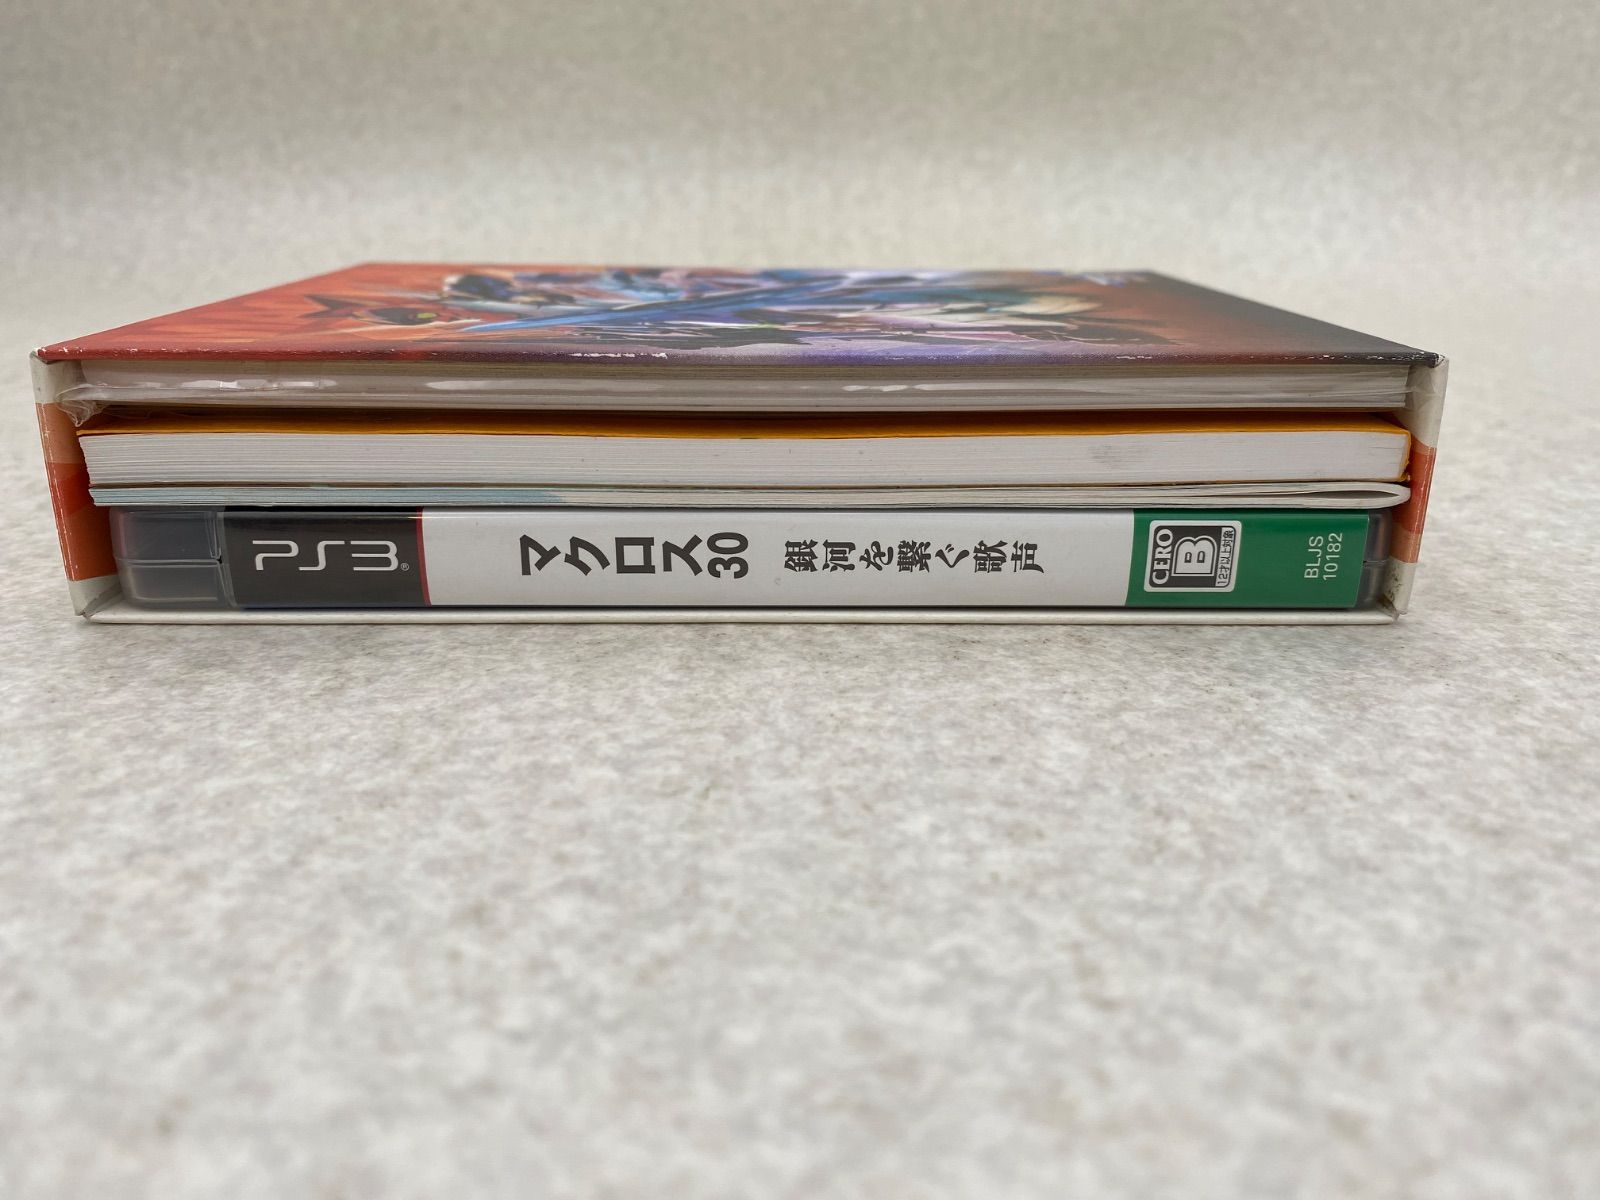 PS3®
マクロス30 銀河を繋ぐ歌声
CERO
B
12才以上対象
BLJS
10182